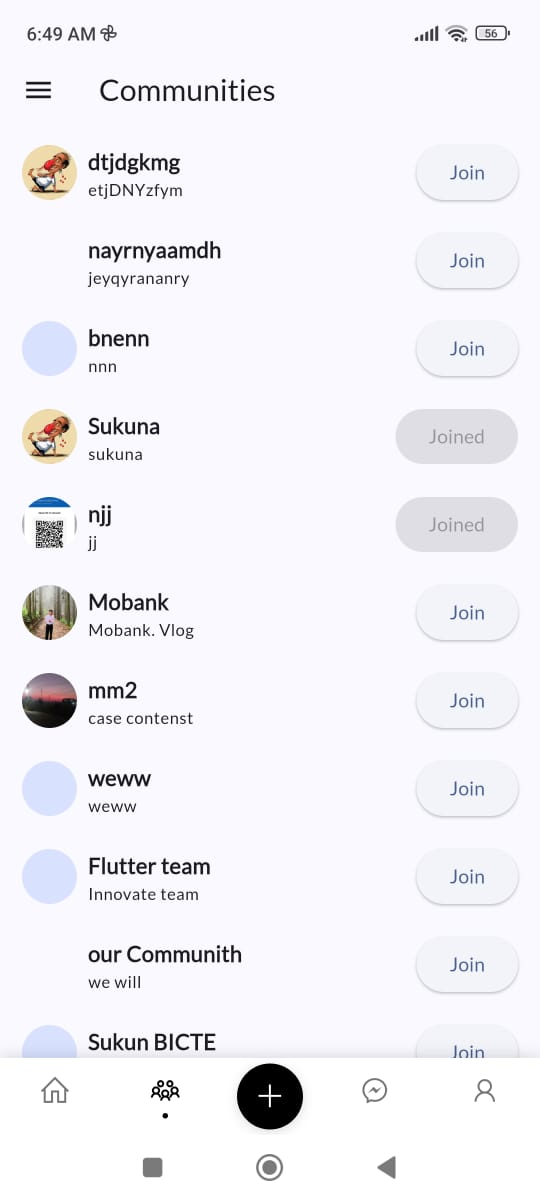 6:49 AM
56
Communities
dtjdgkmg
etjDNYzfym
Join
nayrnyaamdh
jeyqyrananry
Join
bnenn
nnn
Join
Sukuna
sukuna
Joined
njj
jj
Joined
Mobank
Mobank. Vlog
Join
mm2
case contenst
Join
weww
weww
Join
Flutter team
Innovate team
Join
our Communith
we will
Join
Sukun BICTE
Join